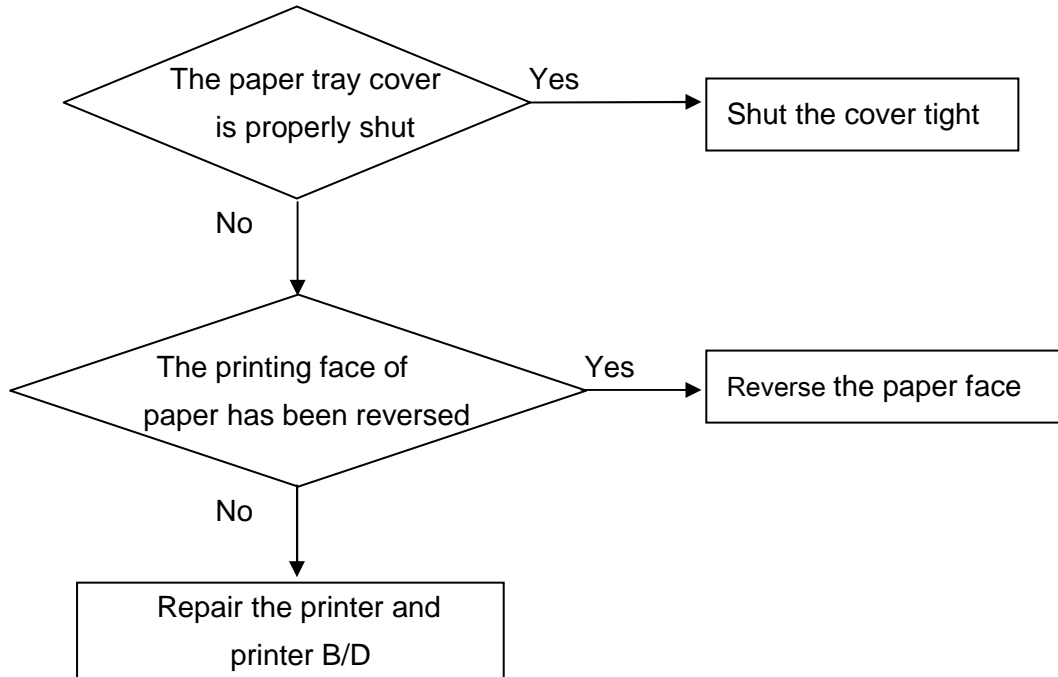 The paper tray cover
is properly shut
Yes
Shut the cover tight
No
The printing face of
paper has been reversed
Yes
Reverse the paper face
No
Repair the printer and
printer B/D